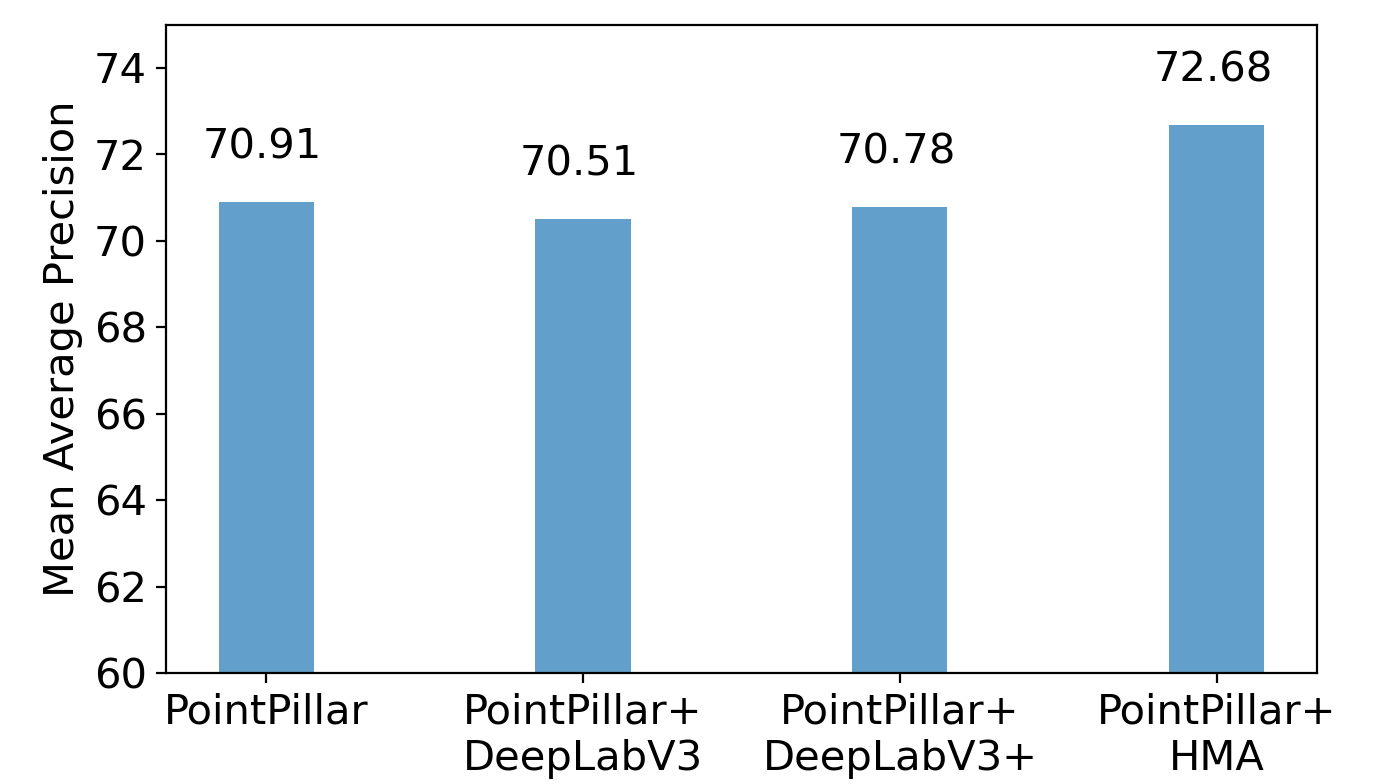 Mean Average Precision
74
72
70
68
66
64
62
60
70.91
70.51
70.78
72.68
PointPillar
PointPillar+
DeepLabV3
PointPillar+
DeepLabV3+
PointPillar+
HMA